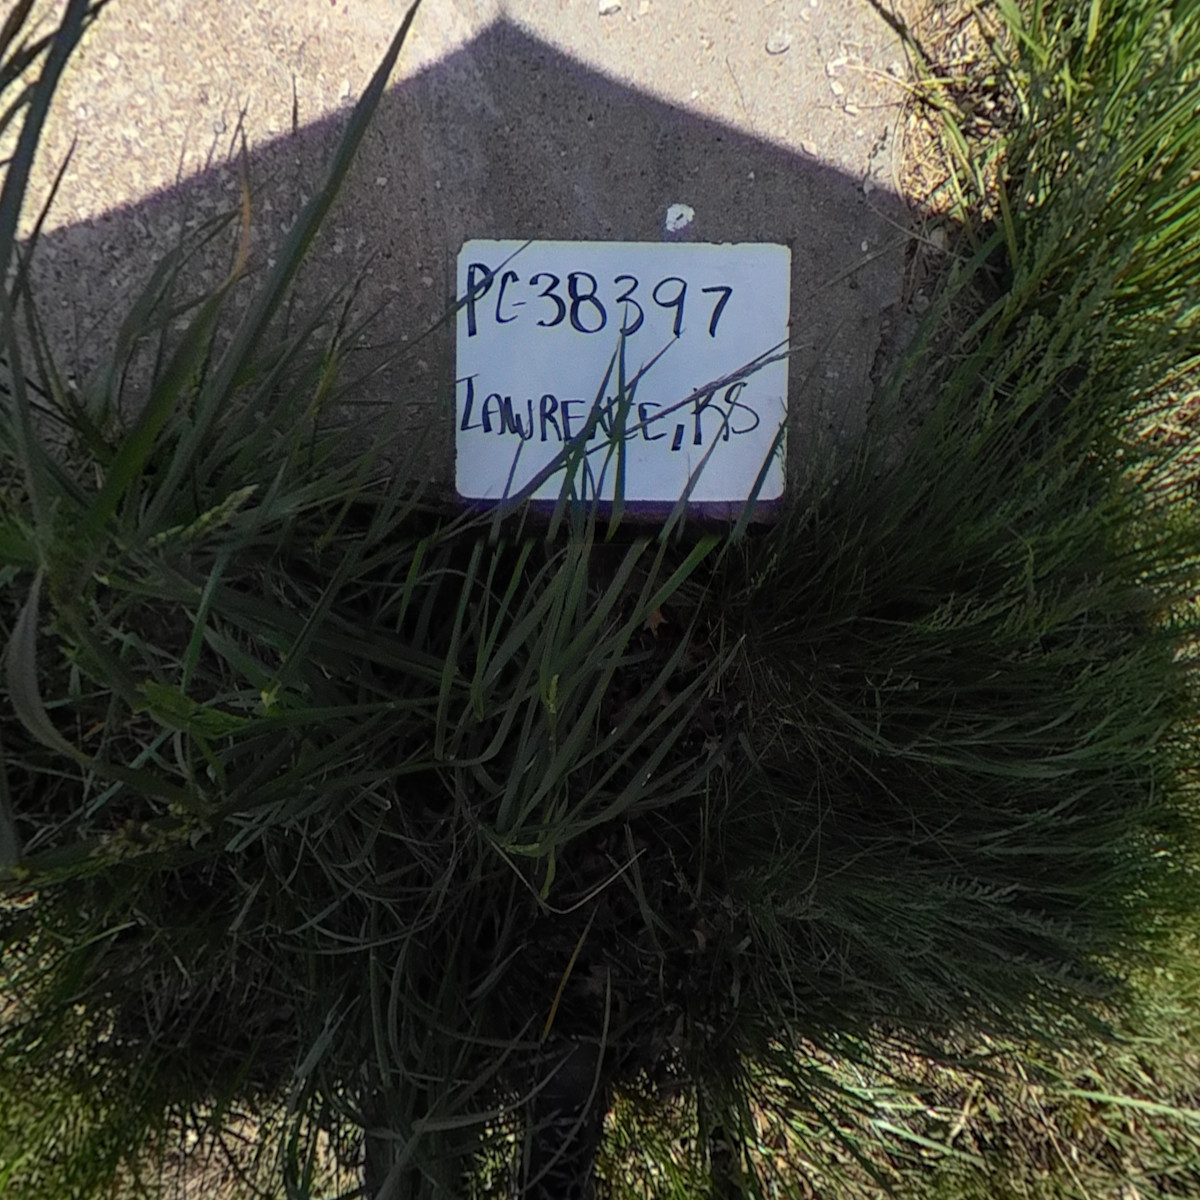 PC-38397
LAWRENCE, KS